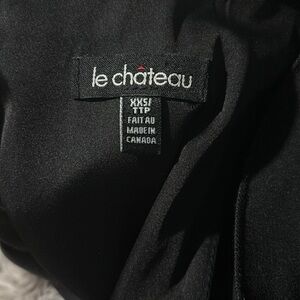 le château
XXS/
TTP
FAIT AU
MADE IN
CANADA